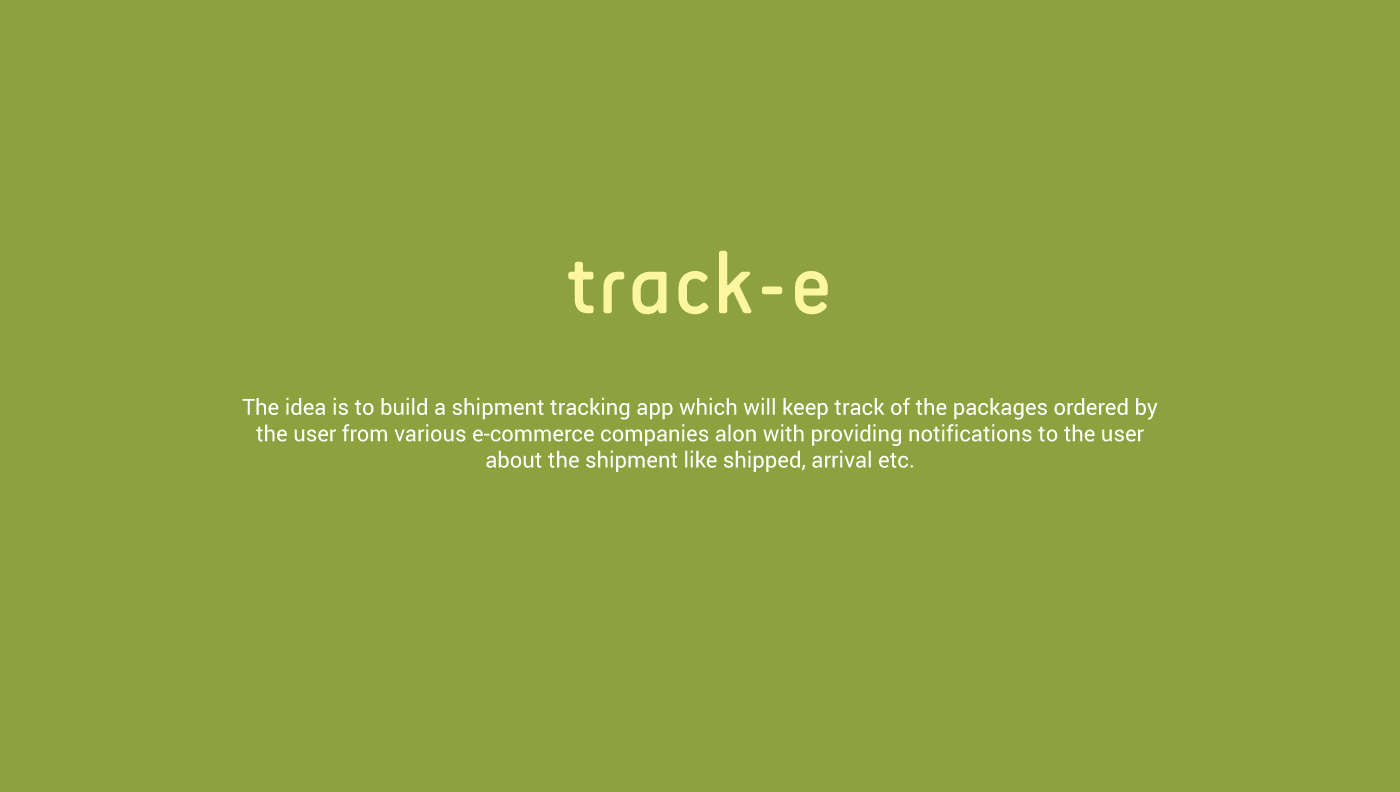 track-e
The idea is to build a shipment tracking app which will keep track of the packages ordered by
the user from various e-commerce companies alon with providing notifications to the user
about the shipment like shipped, arrival etc.